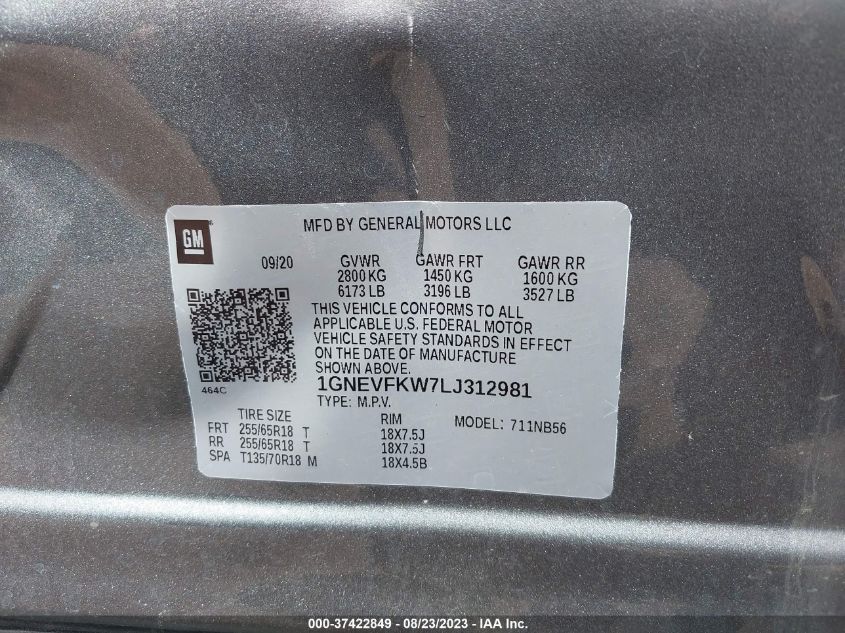 MFD BY GENERAL MOTORS LLC
GM
09/20 GVWR GAWR FRT GAWR RR
2800 KG 1450 KG 1600 KG
6173 LB 3196 LB 3527 LB
THIS VEHICLE CONFORMS TO ALL
APPLICABLE U.S. FEDERAL MOTOR
VEHICLE SAFETY STANDARDS IN EFFECT
ON THE DATE OF MANUFACTURE
SHOWN ABOVE.
464C
1GNEVFKW7LJ312981
TYPE: M.P.V.
TIRE SIZE RIM MODEL: 711NB56
FRT 255/65R18 T 18X7.5J
RR 255/65R18 T 18X7.5J
SPA T135/70R18 M 18X4.5B
000-37422849 - 08/23/2023 - IAA Inc.